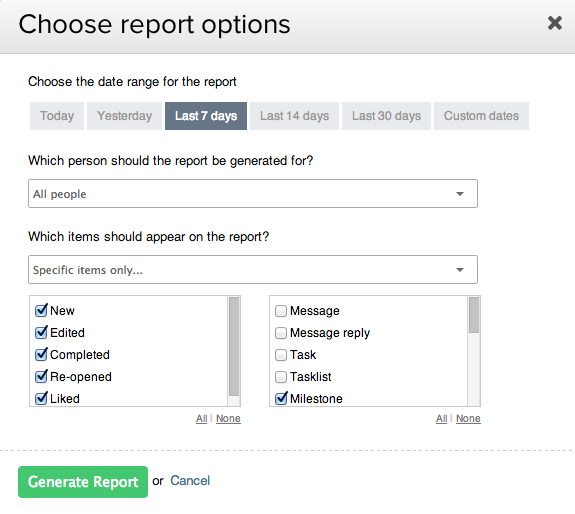 Choose report options
Choose the date range for the report
Today Yesterday Last 7 days Last 14 days Last 30 days Custom dates
Which person should the report be generated for?
All people
Which items should appear on the report?
Specific items only...
New Message
Edited Message reply
Completed Task
Re-opened Tasklist
Liked Milestone
All | None All | None
Generate Report or Cancel